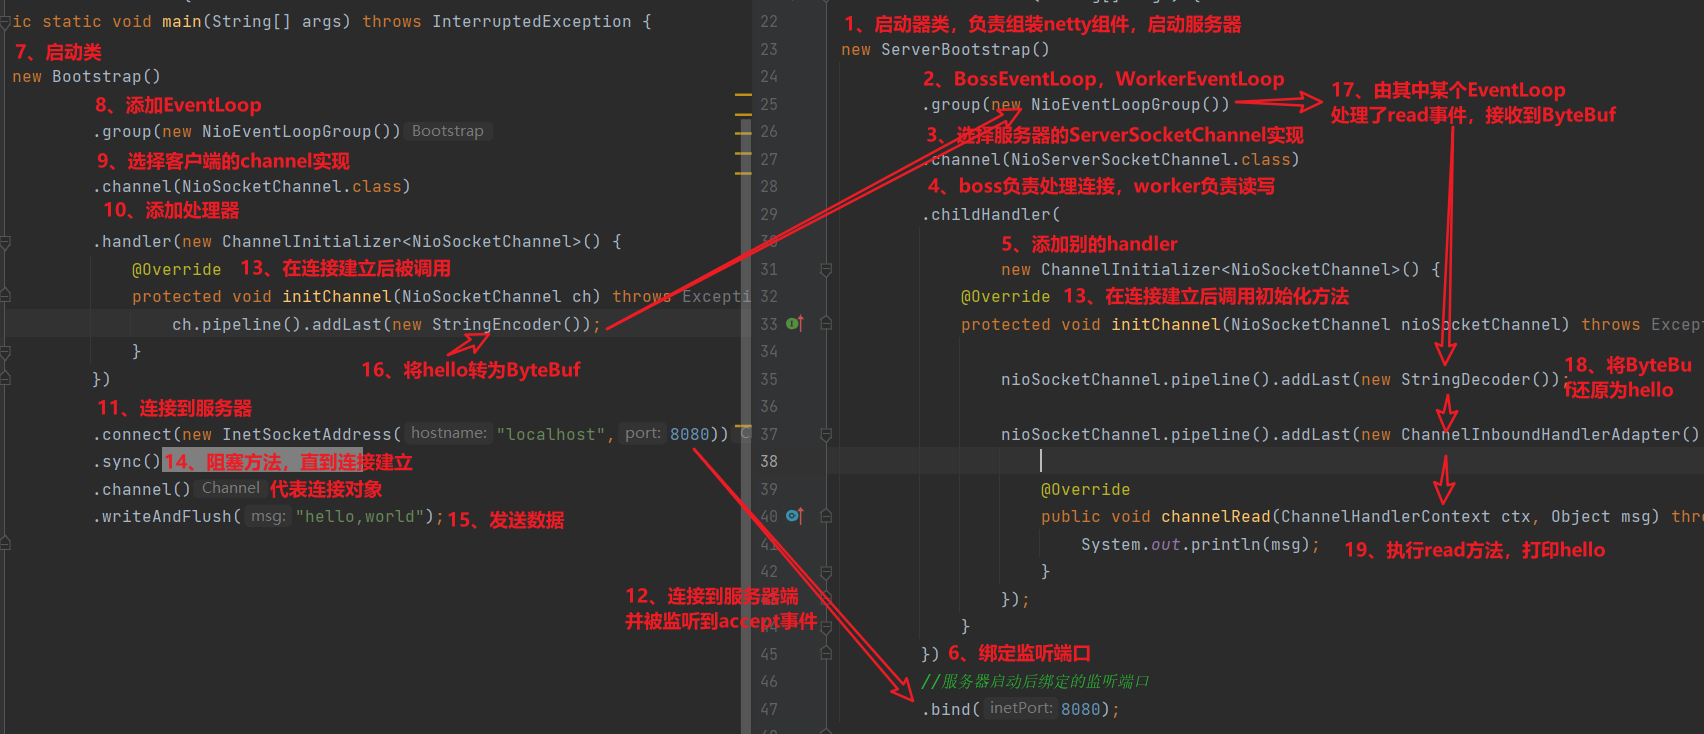 ic static void main(String[] args) throws InterruptedException {
7、启动类
new Bootstrap()
8、添加EventLoop
.group(new NioEventLoopGroup()) Bootstrap
9、选择客户端的channel实现
.channel(NioSocketChannel.class)
10、添加处理器
.handler(new ChannelInitializer<NioSocketChannel>() {
@Override 13、在连接建立后被调用
protected void initChannel(NioSocketChannel ch) throws Excepti
ch.pipeline().addLast(new StringEncoder());
}
16、将hello转为ByteBuf
})
11、连接到服务器
.connect(new InetSocketAddress( hostname: "localhost", port: 8080)) C
.sync() 14、阻塞方法，直到连接建立
.channel() Channel 代表连接对象
.writeAndFlush( msg: "hello,world"); 15、发送数据
12、连接到服务器端
并被监听到accept事件
22 1、启动器类，负责组装netty组件，启动服务器
23 new ServerBootstrap()
24 2、BossEventLoop，WorkerEventLoop
25 .group(new NioEventLoopGroup())
17、由其中某个EventLoop
处理了read事件，接收到ByteBuf
26 3、选择服务器的ServerSocketChannel实现
27 .channel(NioServerSocketChannel.class)
28 4、boss负责处理连接，worker负责读写
29 .childHandler(
30 5、添加别的handler
31 new ChannelInitializer<NioSocketChannel>() {
32 @Override 13、在连接建立后调用初始化方法
33 protected void initChannel(NioSocketChannel nioSocketChannel) throws Except
34
35 nioSocketChannel.pipeline().addLast(new StringDecoder());
18、将ByteBu
f还原为hello
36
37 nioSocketChannel.pipeline().addLast(new ChannelInboundHandlerAdapter()
38
39 @Override
40 public void channelRead(ChannelHandlerContext ctx, Object msg) thro
41 System.out.println(msg); 19、执行read方法，打印hello
42 }
});
44 }
45 }) 6、绑定监听端口
46 //服务器启动后绑定的监听端口
47 .bind( inetPort: 8080);